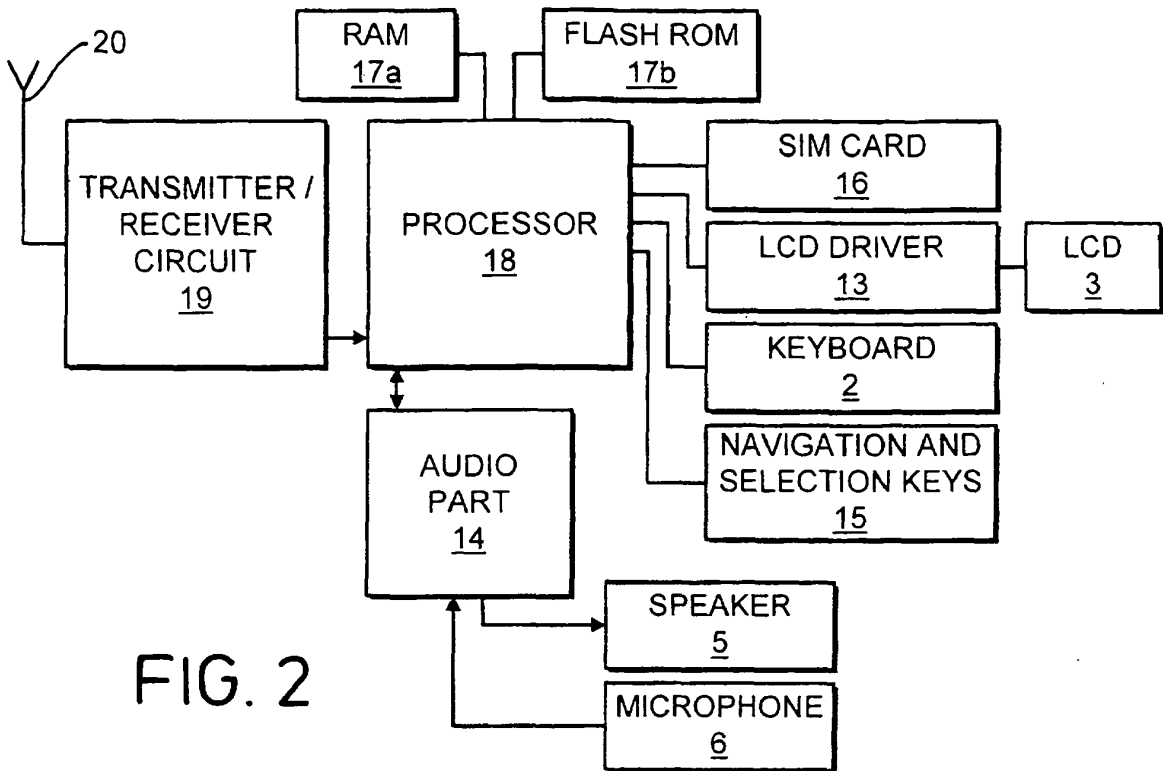 20
RAM
17a
FLASH ROM
17b
TRANSMITTER /
RECEIVER
CIRCUIT
19
PROCESSOR
18
SIM CARD
16
LCD DRIVER
13
LCD
3
KEYBOARD
2
NAVIGATION AND
SELECTION KEYS
15
AUDIO
PART
14
SPEAKER
5
MICROPHONE
6
FIG. 2